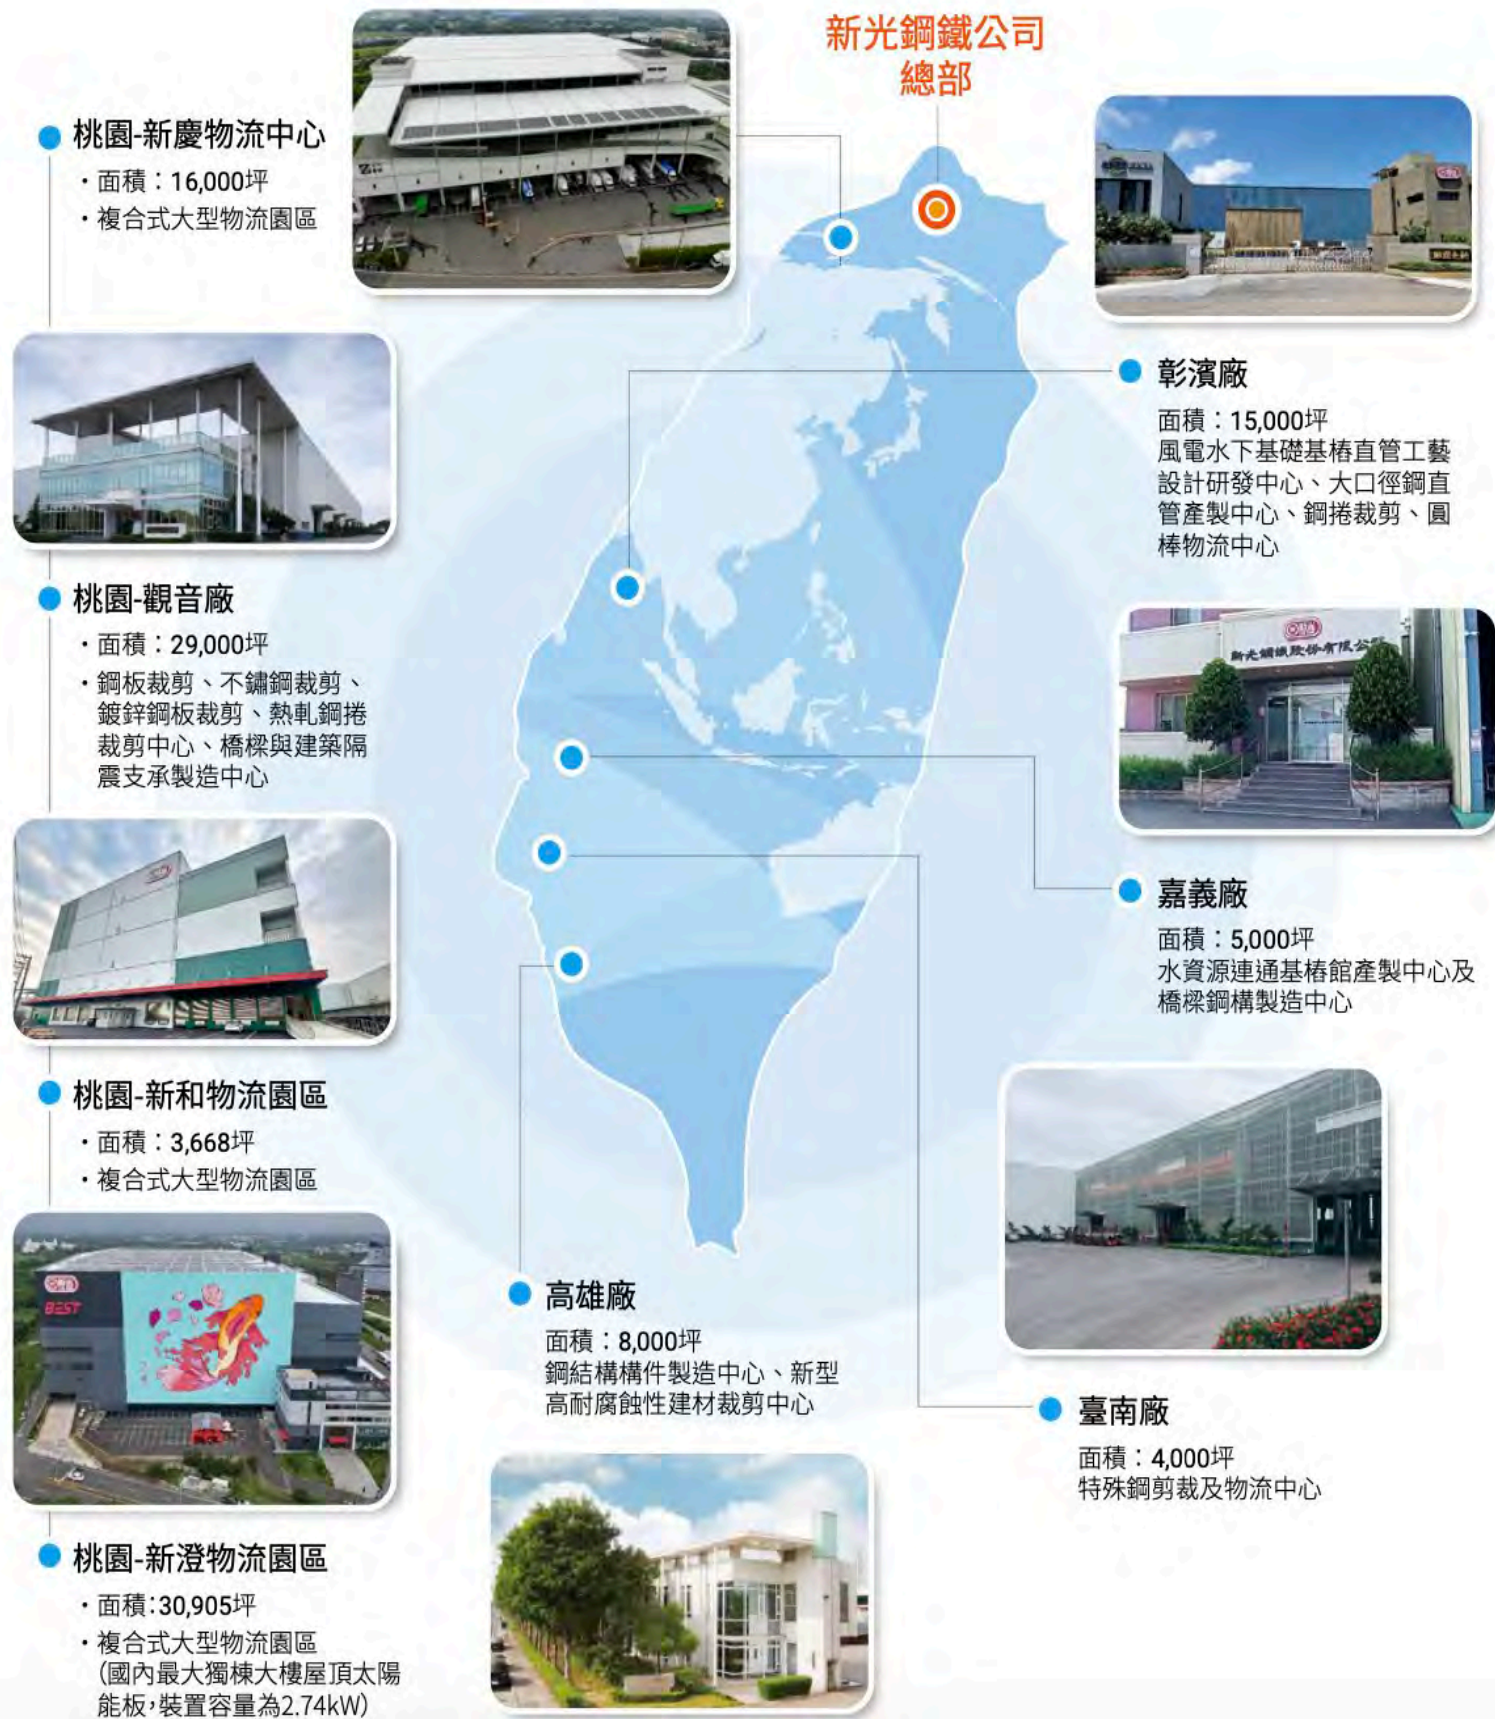 新光鋼鐵公司
總部
桃園-新慶物流中心
・面積：16,000坪
・複合式大型物流園區
桃園-觀音廠
・面積：29,000坪
・鋼板裁剪、不鏽鋼裁剪、
鍍鋅鋼板裁剪、熱軋鋼捲
裁剪中心、橋樑與建築隔
震支承製造中心
桃園-新和物流園區
・面積：3,668坪
・複合式大型物流園區
BEST
桃園-新澄物流園區
・面積：30,905坪
・複合式大型物流園區
(國內最大獨棟大樓屋頂太陽
能板，裝置容量為2.74kW)
彰濱廠
面積：15,000坪
風電水下基礎基樁直管工藝
設計研發中心、大口徑鋼直
管產製中心、鋼捲裁剪、圓
棒物流中心
新光鋼鐵股份有限公司
嘉義廠
面積：5,000坪
水資源連通基樁館產製中心及
橋樑鋼構製造中心
高雄廠
面積：8,000坪
鋼結構構件製造中心、新型
高耐腐蝕性建材裁剪中心
臺南廠
面積：4,000坪
特殊鋼剪裁及物流中心